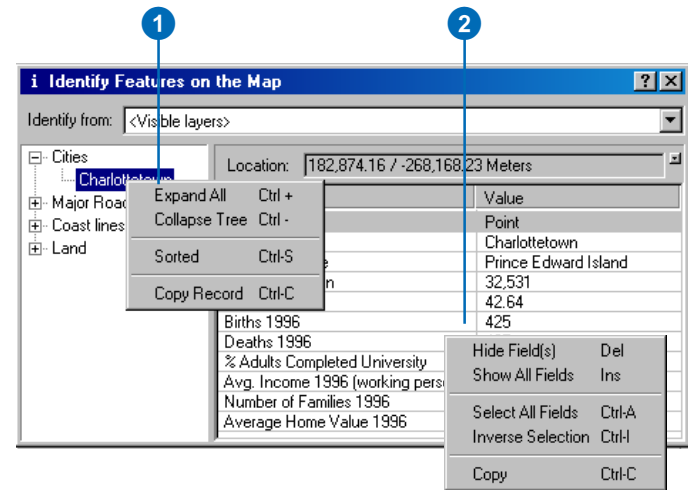 1
2
i Identify Features on the Map
Identify from: <Visible layers>
Cities
Location: 182,874.16 / -268,168.23 Meters
Major
Coast lines
Land
Expand All Ctrl +
Collapse Tree Ctrl -
Sorted Ctrl-S
Copy Record Ctrl-C
Value
Point
Charlottetown
Prince Edward Island
32,531
42.64
Births 1996 425
Deaths 1996
% Adults Completed University
Avg. Income 1996 (working
Number of Families 1996
Average Home Value 1996
Hide Field(s) Del
Show All Fields Ins
Select All Fields Ctrl-A
Inverse Selection Ctrl-I
Copy Ctrl-C